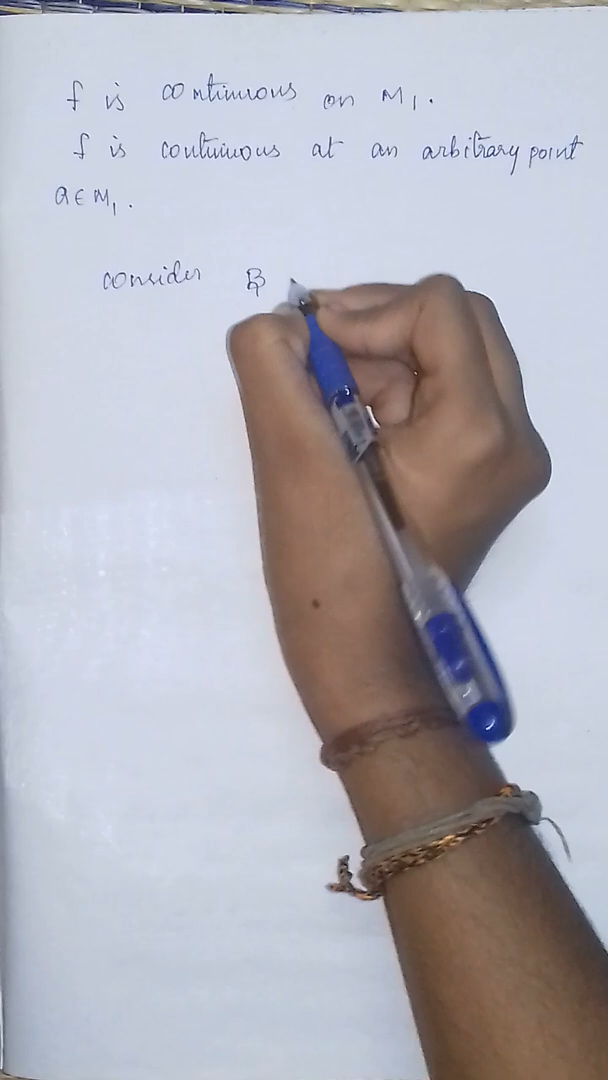 f is continuous on M₁.
f is continuous at an arbitrary point
a ∈ M₁.
consider B